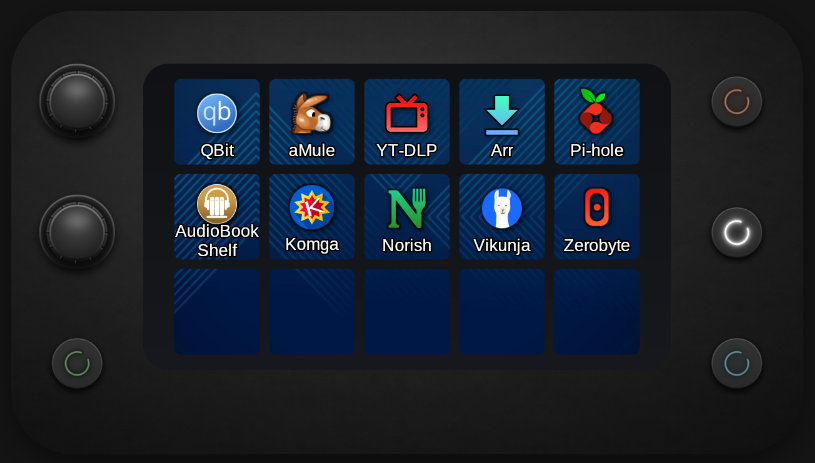 qb
QBit
aMule
YT-DLP
Arr
Pi-hole
AudioBook
Shelf
K
Komga
N
Norish
Vikunja
Zerobyte